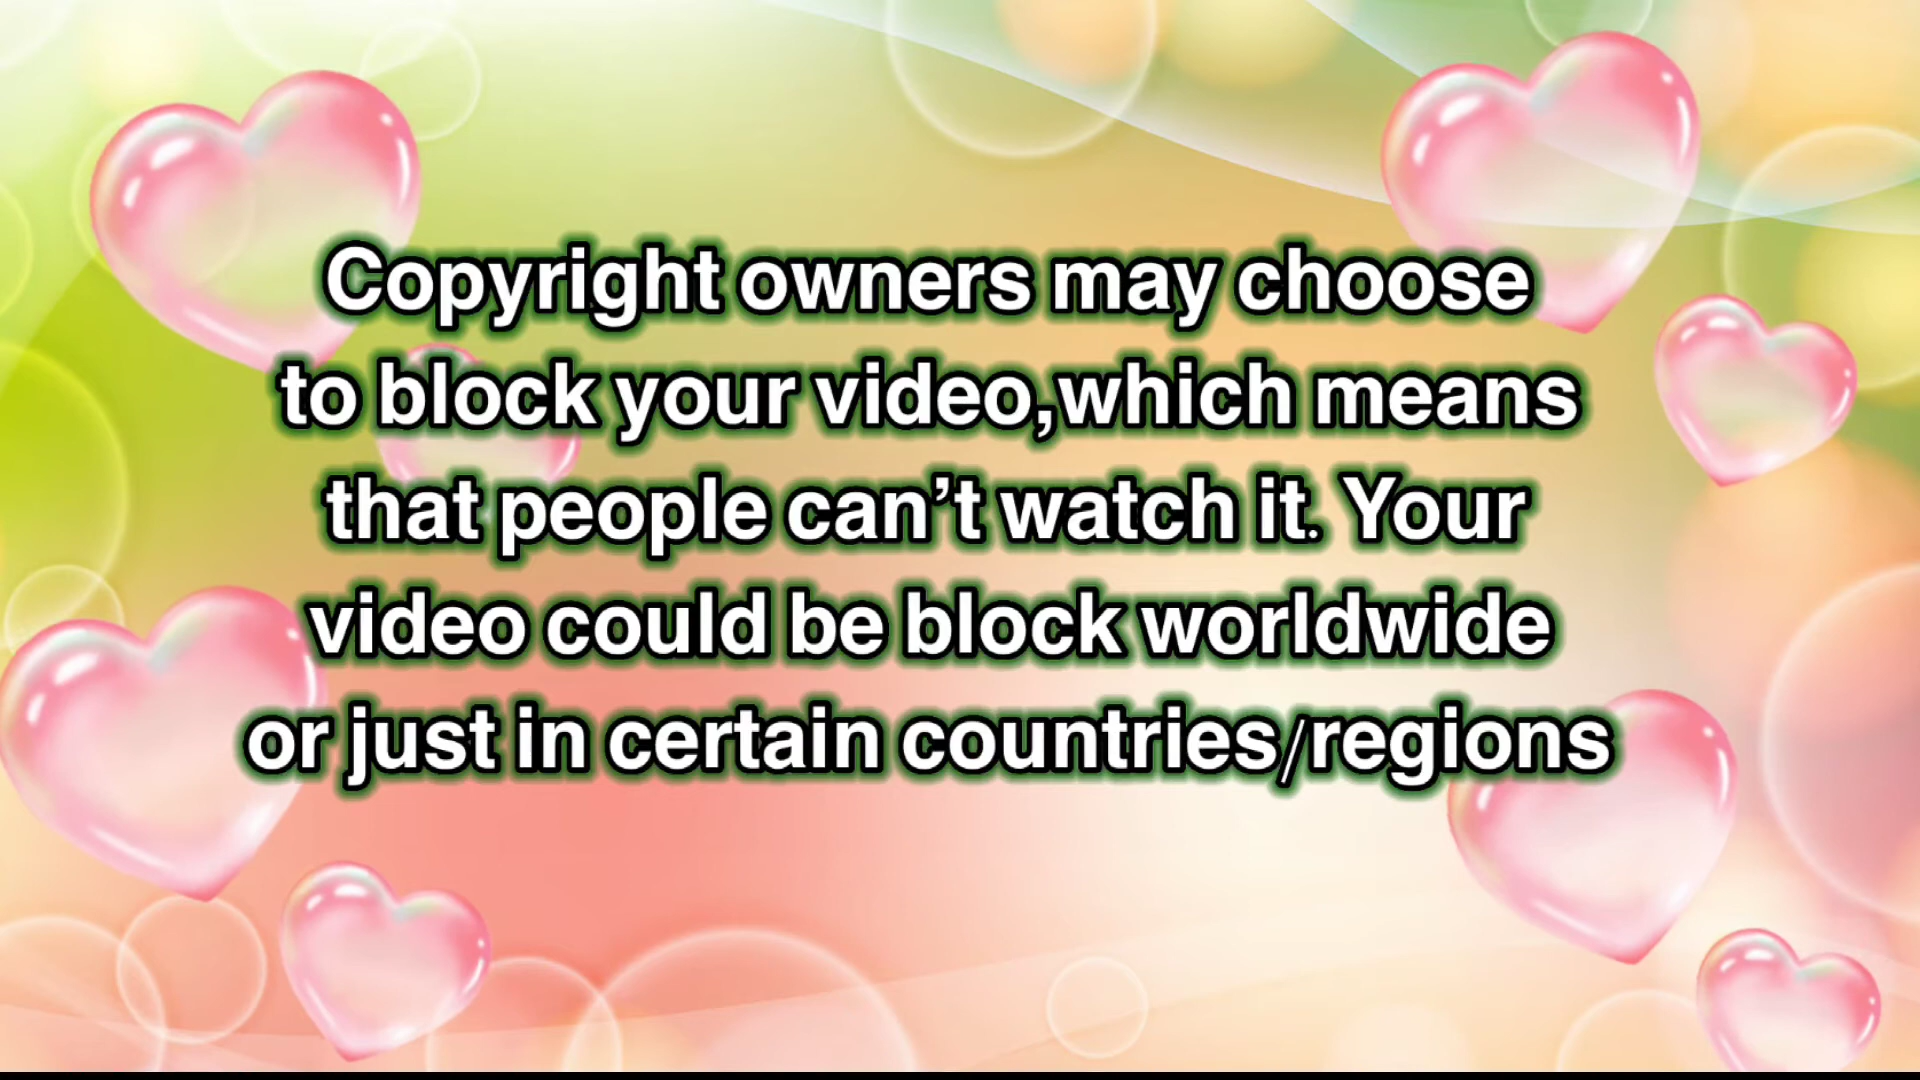 Copyright owners may choose
to block your video,which means
that people can’t watch it. Your
video could be block worldwide
or just in certain countries/regions